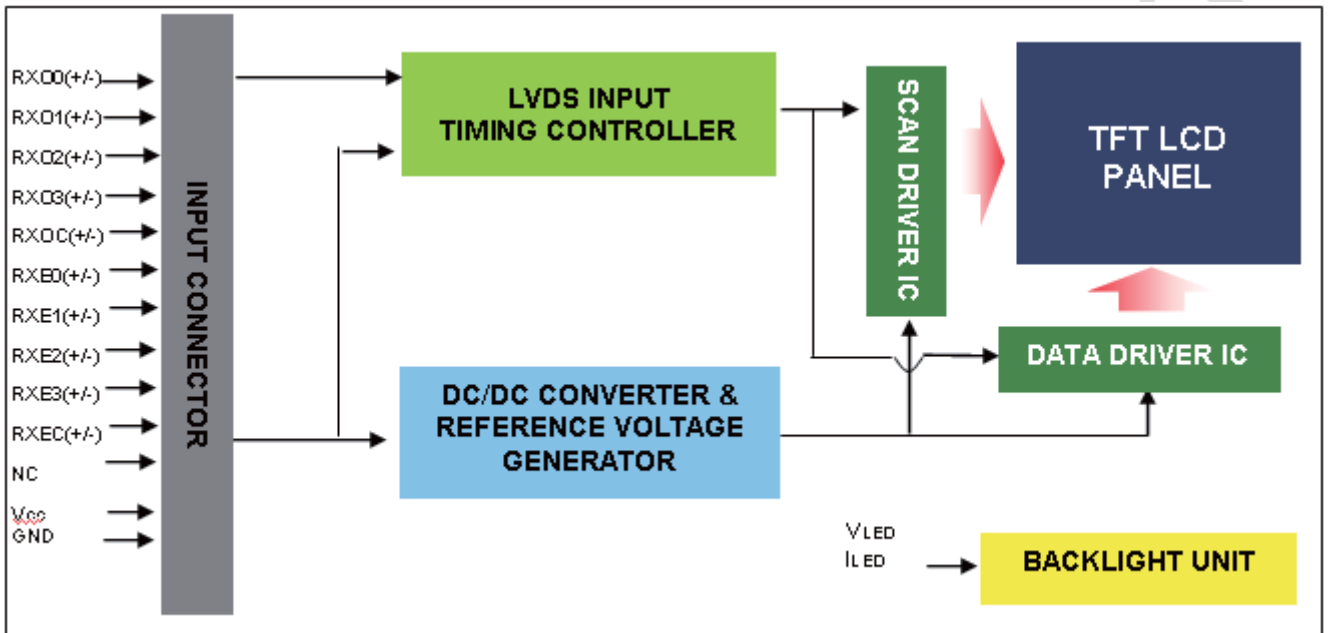 RXO0(+/-)
RXO1(+/-)
RXO2(+/-)
RXO3(+/-)
RXOC(+/-)
RXE0(+/-)
RXE1(+/-)
RXE2(+/-)
RXE3(+/-)
RXEC(+/-)
NC
Vcc
GND
INPUT CONNECTOR
LVDS INPUT
TIMING CONTROLLER
DC/DC CONVERTER &
REFERENCE VOLTAGE
GENERATOR
SCAN DRIVER IC
TFT LCD
PANEL
DATA DRIVER IC
VLED
ILED
BACKLIGHT UNIT